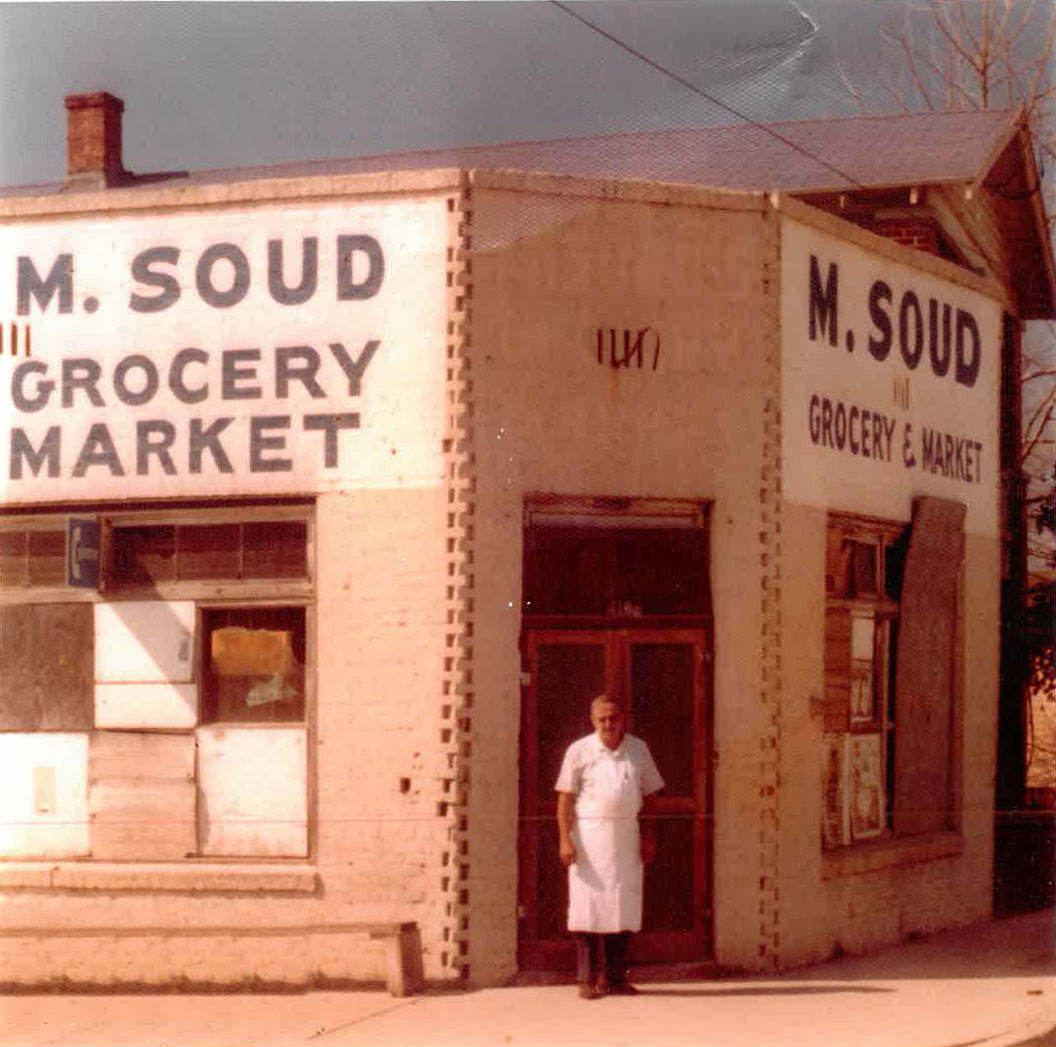 M. SOUD
GROCERY
MARKET
M. SOUD
GROCERY & MARKET